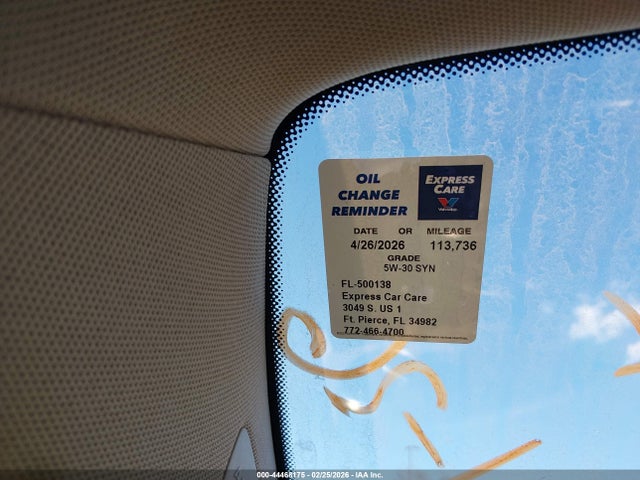 OIL
CHANGE
REMINDER
EXPRESS
CARE
Valvoline
DATE OR MILEAGE
4/26/2026 113,736
GRADE
5W-30 SYN
FL-500138
Express Car Care
3049 S. US 1
Ft. Pierce, FL 34982
772-466-4700
000-44468175 - 02/25/2026 - IAA Inc.